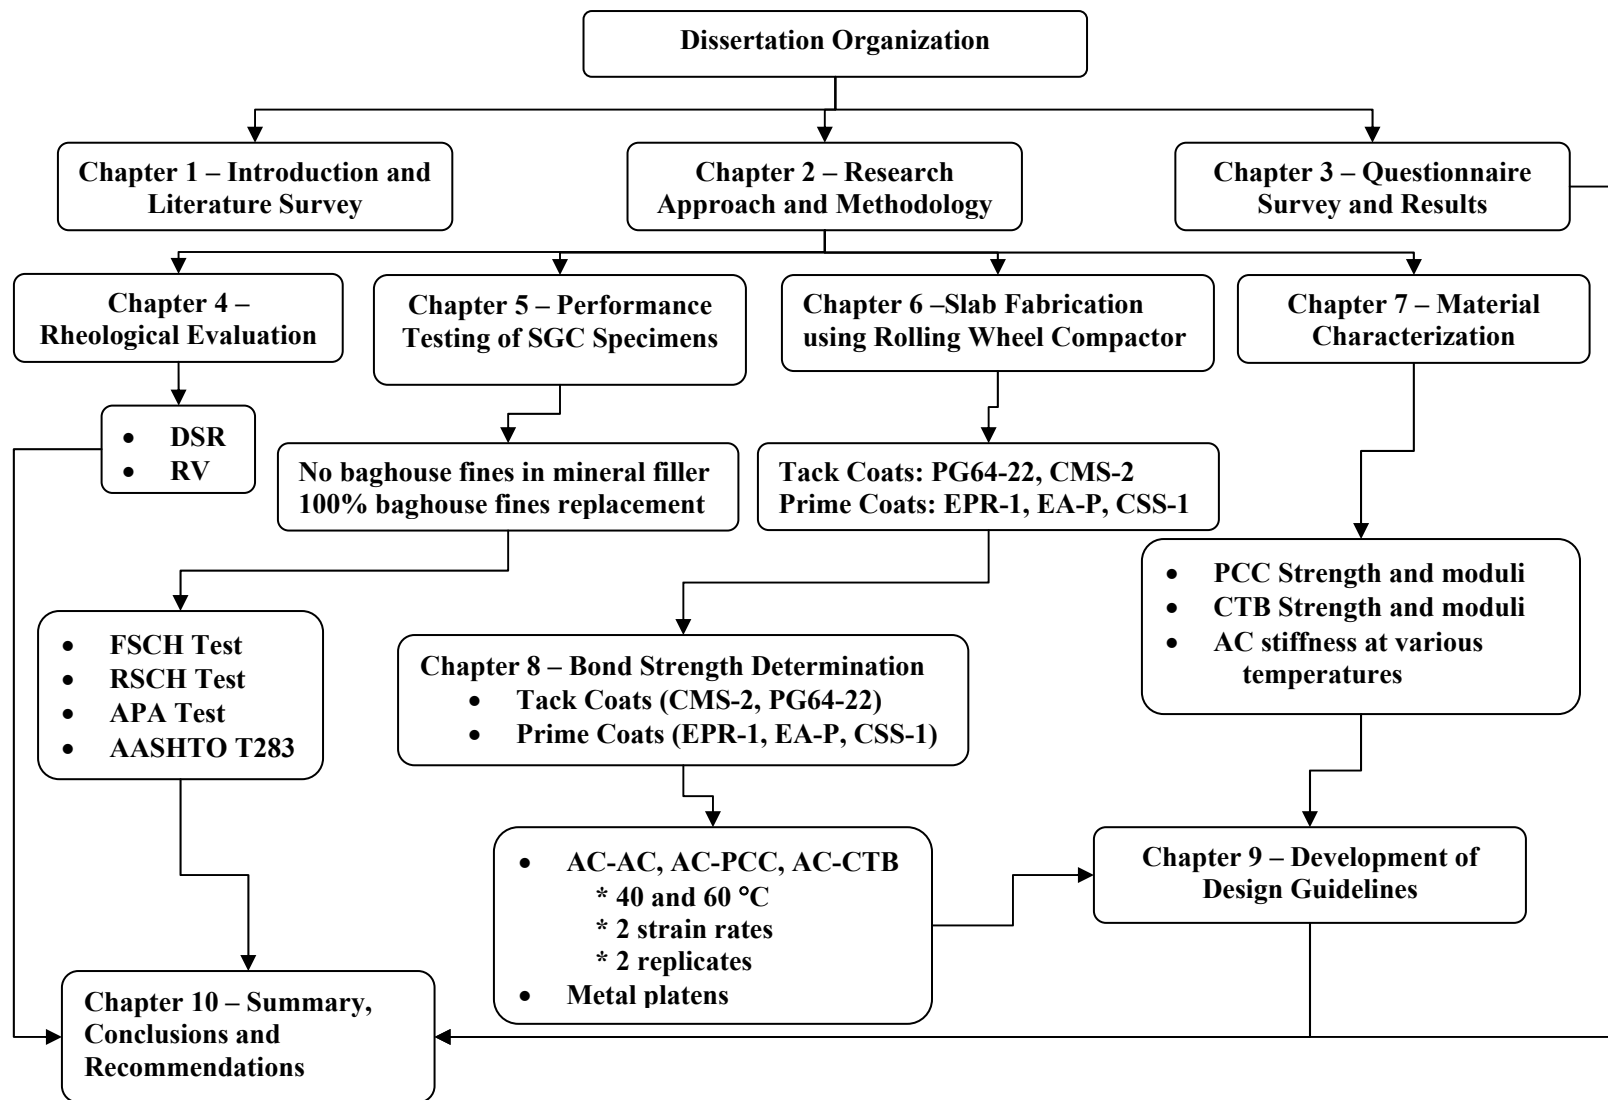 Dissertation Organization
Chapter 1 – Introduction and
Literature Survey
Chapter 2 – Research
Approach and Methodology
Chapter 3 – Questionnaire
Survey and Results
Chapter 4 –
Rheological Evaluation
Chapter 5 – Performance
Testing of SGC Specimens
Chapter 6 –Slab Fabrication
using Rolling Wheel Compactor
Chapter 7 – Material
Characterization
• DSR
• RV
No baghouse fines in mineral filler
100% baghouse fines replacement
Tack Coats: PG64-22, CMS-2
Prime Coats: EPR-1, EA-P, CSS-1
• PCC Strength and moduli
• CTB Strength and moduli
• AC stiffness at various
temperatures
• FSCH Test
• RSCH Test
• APA Test
• AASHTO T283
Chapter 8 – Bond Strength Determination
• Tack Coats (CMS-2, PG64-22)
• Prime Coats (EPR-1, EA-P, CSS-1)
• AC-AC, AC-PCC, AC-CTB
* 40 and 60 °C
* 2 strain rates
* 2 replicates
• Metal platens
Chapter 9 – Development of
Design Guidelines
Chapter 10 – Summary,
Conclusions and
Recommendations